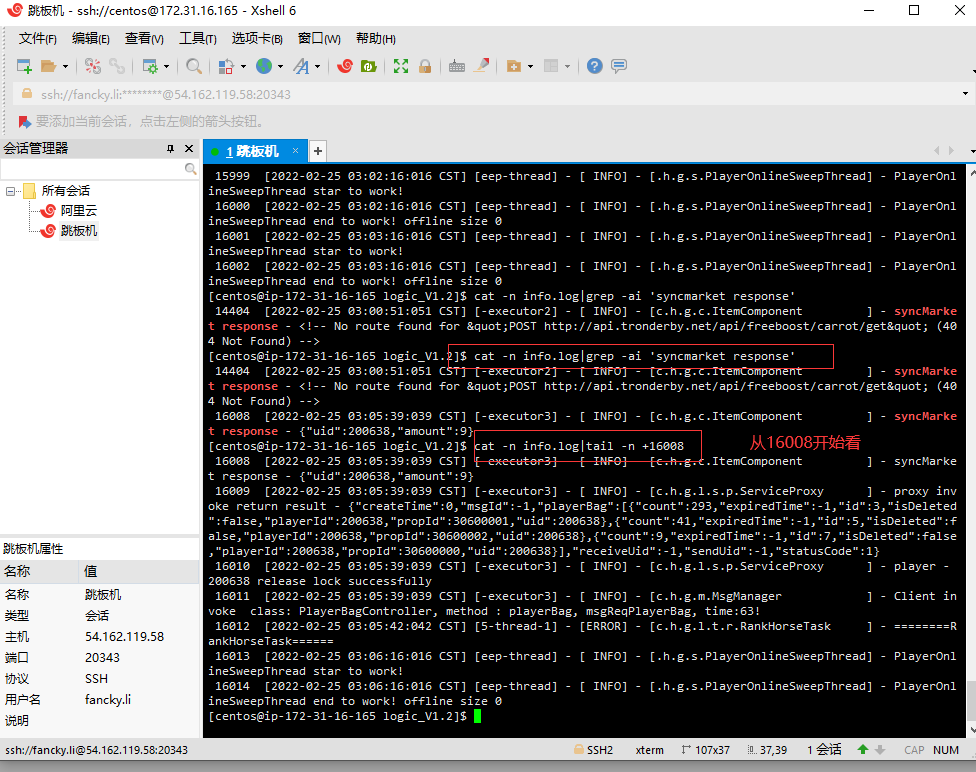 跳板机 - ssh://centos@172.31.16.165 - Xshell 6
文件(F) 编辑(E) 查看(V) 工具(T) 选项卡(B) 窗口(W) 帮助(H)
ssh://fancky.li:********@54.162.119.58:20343
要添加当前会话，点击左侧的箭头按钮。
会话管理器
1 跳板机
所有会话
阿里云
跳板机
跳板机属性
名称 值
名称 跳板机
类型 会话
主机 54.162.119.58
端口 20343
协议 SSH
用户名 fancky.li
说明
15999 [2022-02-25 03:02:16:016 CST] [eep-thread] - [ INFO] - [.h.g.s.PlayerOnlineSweepThread] - PlayerOnl
ineSweepThread star to work!
16000 [2022-02-25 03:02:16:016 CST] [eep-thread] - [ INFO] - [.h.g.s.PlayerOnlineSweepThread] - PlayerOnl
ineSweepThread end to work! offline size 0
16001 [2022-02-25 03:03:16:016 CST] [eep-thread] - [ INFO] - [.h.g.s.PlayerOnlineSweepThread] - PlayerOnl
ineSweepThread star to work!
16002 [2022-02-25 03:03:16:016 CST] [eep-thread] - [ INFO] - [.h.g.s.PlayerOnlineSweepThread] - PlayerOnl
ineSweepThread end to work! offline size 0
[centos@ip-172-31-16-165 logic_V1.2]$ cat -n info.log|grep -ai 'syncmarket response'
14404 [2022-02-25 03:00:51:051 CST] [-executor2] - [ INFO] - [c.h.g.c.ItemComponent ] - syncMarke
t response - <!-- No route found for &quot;POST http://api.tronderby.net/api/freeboost/carrot/get&quot; (40
4 Not Found) -->
[centos@ip-172-31-16-165 logic_V1.2]$ cat -n info.log|grep -ai 'syncmarket response'
14404 [2022-02-25 03:00:51:051 CST] [-executor2] - [ INFO] - [c.h.g.c.ItemComponent ] - syncMarke
t response - <!-- No route found for &quot;POST http://api.tronderby.net/api/freeboost/carrot/get&quot; (40
4 Not Found) -->
16008 [2022-02-25 03:05:39:039 CST] [-executor3] - [ INFO] - [c.h.g.c.ItemComponent ] - syncMarke
t response - {"uid":200638,"amount":9}
[centos@ip-172-31-16-165 logic_V1.2]$ cat -n info.log|tail -n +16008
从16008开始看
16008 [2022-02-25 03:05:39:039 CST] [-executor3] - [ INFO] - [c.h.g.c.ItemComponent ] - syncMarke
t response - {"uid":200638,"amount":9}
16009 [2022-02-25 03:05:39:039 CST] [-executor3] - [ INFO] - [c.h.g.l.s.p.ServiceProxy ] - proxy inv
oke return result - {"createTime":0,"msgId":-1,"playerBag":[{"count":293,"expiredTime":-1,"id":3,"isDeleted"
:false,"playerId":200638,"propId":30600001,"uid":200638},{"count":41,"expiredTime":-1,"id":5,"isDeleted":f
alse,"playerId":200638,"propId":30600002,"uid":200638},{"count":9,"expiredTime":-1,"id":7,"isDeleted":false
,"playerId":200638,"propId":30600000,"uid":200638}],"receiveUid":-1,"sendUid":-1,"statusCode":1}
16010 [2022-02-25 03:05:39:039 CST] [-executor3] - [ INFO] - [c.h.g.l.s.p.ServiceProxy ] - player -
200638 release lock successfully
16011 [2022-02-25 03:05:39:039 CST] [-executor3] - [ INFO] - [c.h.g.m.MsgManager ] - Client in
voke class: PlayerBagController, method : playerBag, msgReqPlayerBag, time:63!
16012 [2022-02-25 03:05:42:042 CST] [5-thread-1] - [ERROR] - [c.h.g.l.t.r.RankHorseTask ] - ========R
ankHorseTask======
16013 [2022-02-25 03:06:16:016 CST] [eep-thread] - [ INFO] - [.h.g.s.PlayerOnlineSweepThread] - PlayerOnl
ineSweepThread star to work!
16014 [2022-02-25 03:06:16:016 CST] [eep-thread] - [ INFO] - [.h.g.s.PlayerOnlineSweepThread] - PlayerOnl
ineSweepThread end to work! offline size 0
[centos@ip-172-31-16-165 logic_V1.2]$
ssh://fancky.li@54.162.119.58:20343 SSH2 xterm 107x37 37,39 1 会话 CAP NUM